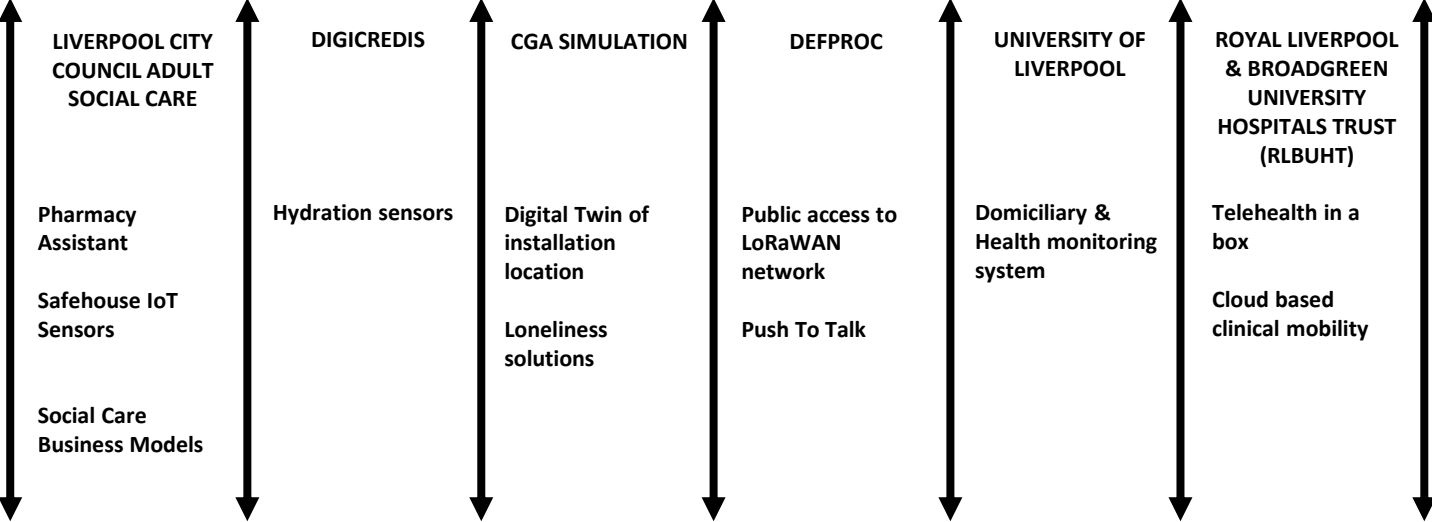 LIVERPOOL CITY
COUNCIL ADULT
SOCIAL CARE
Pharmacy
Assistant
Safehouse IoT
Sensors
Social Care
Business Models
DIGICREDIS
Hydration sensors
CGA SIMULATION
Digital Twin of
installation
location
Loneliness
solutions
DEFPROC
Public access to
LoRaWAN
network
Push To Talk
UNIVERSITY OF
LIVERPOOL
Domiciliary &
Health monitoring
system
ROYAL LIVERPOOL
& BROADGREEN
UNIVERSITY
HOSPITALS TRUST
(RLBUHT)
Telehealth in a
box
Cloud based
clinical mobility